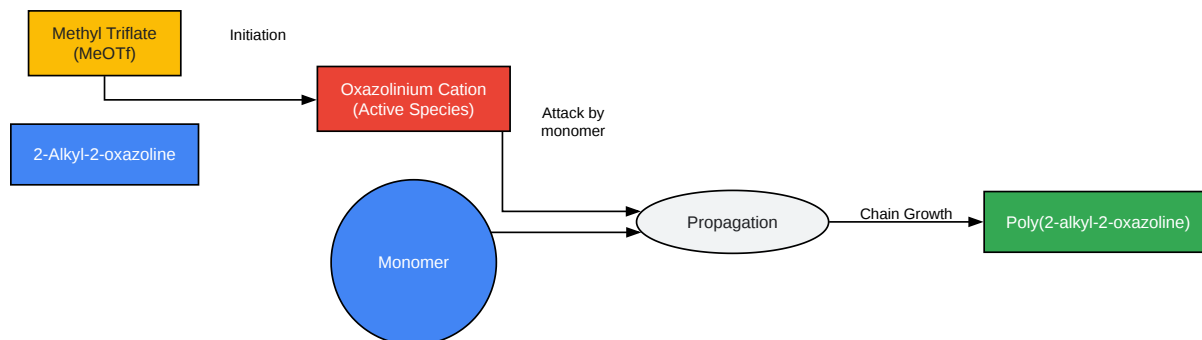 Methyl Triflate
(MeOTf)
Initiation
2-Alkyl-2-oxazoline
Oxazolinium Cation
(Active Species)
Attack by
monomer
Monomer
Propagation
Chain Growth
Poly(2-alkyl-2-oxazoline)